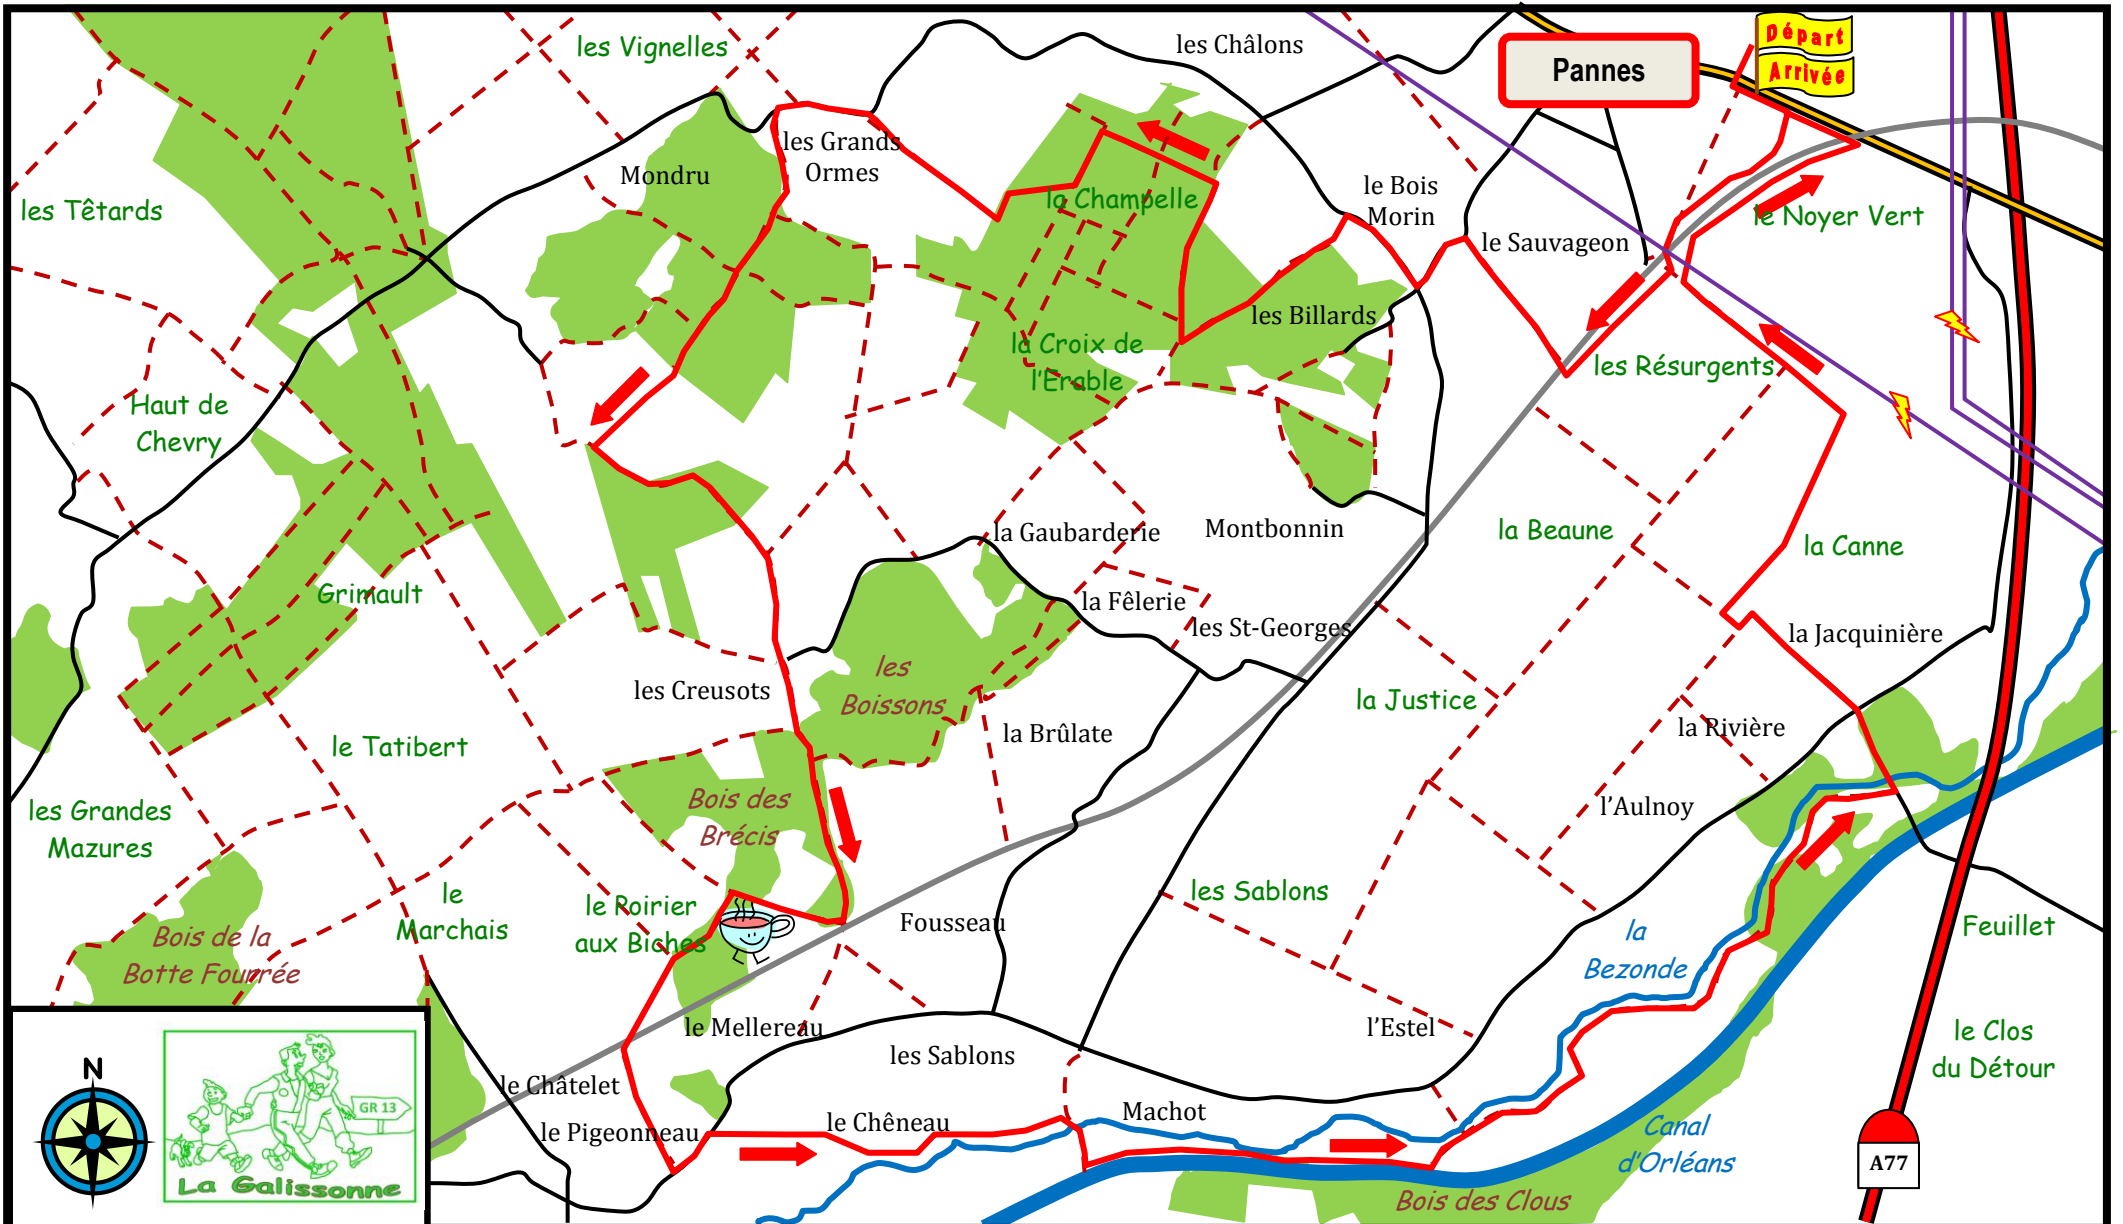 les Vignelles
les Châlons
Pannes
Départ
Arrivée
les Grands
Ormes
Mondru
les Têtards
la Champelle
le Bois
Morin
le Sauvageon
le Noyer Vert
les Billards
la Croix de
l'Erable
les Résurgents
Haut de
Chevry
la Gaubarderie
Montbonnin
la Beaune
la Canne
Grimault
la Fêlerie
les St-Georges
la Jacquinière
les
Boissons
les Creusots
la Justice
la Brûlate
la Rivière
le Tatibert
les Grandes
Mazures
Bois des
Brécis
l'Aulnoy
le
Marchais
le Poirier
aux Biches
les Sablons
Fousseau
Feuillet
Bois de la
Botte Fourrée
la
Bezonde
le Mellereau
les Sablons
l'Estel
le Clos
du Détour
le Châtelet
le Pigeonneau
le Chêneau
Machot
Canal
d'Orléans
Bois des Clous
A77
N
GR 13
La Galissonne